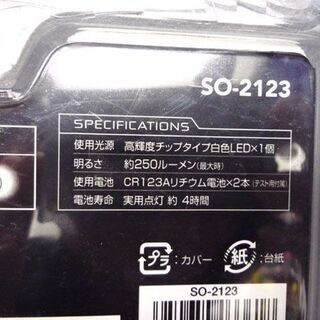 SO-2123
SPECIFICATIONS
使用光源 高輝度チップタイプ白色LED×1個
明るさ 約250ルーメン(最大時)
使用電池 CR123Aリチウム電池×2本(テスト用付属)
電池寿命 実用点灯 約 4時間
プラ :カバー 紙 :台紙
SO-2123